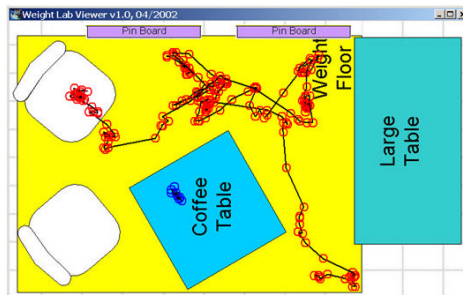 Weight Lab Viewer v1.0, 04/2002
Pin Board
Pin Board
Weight
Floor
Large
Table
Coffee
Table